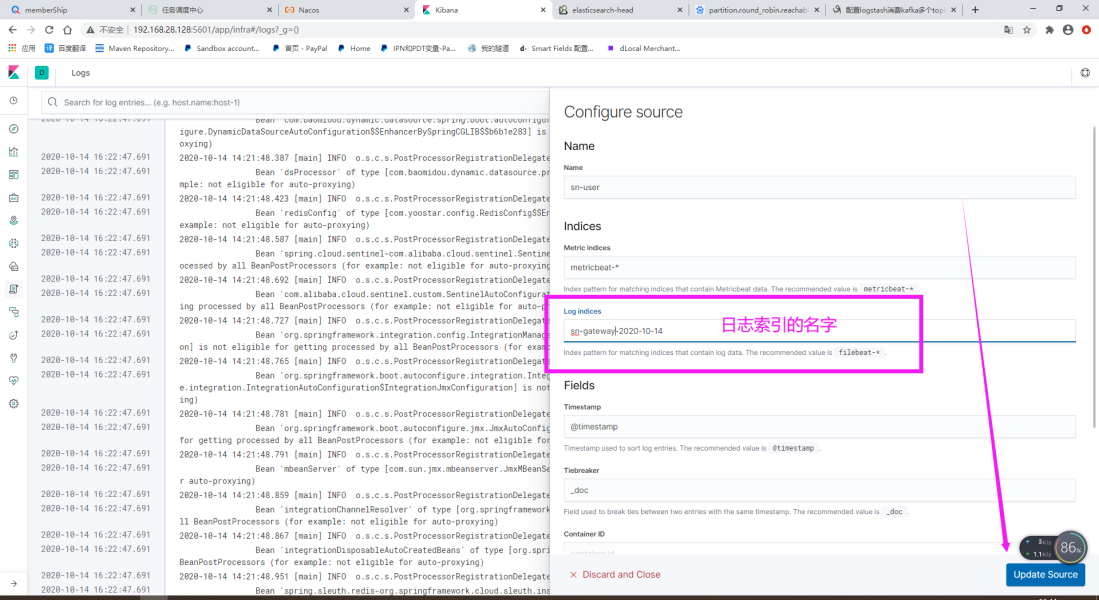 memberShip
任务调度中心
Nacos
Kibana
elasticsearch-head
partition.round_robin.reachabl
配置logstash消费kafka多个topi
不安全 | 192.168.28.128:5601/app/infra#/logs?_g=()
应用
百度翻译
Maven Repository...
Sandbox account...
首页 - PayPal
Home
IPN和PDT变量-Pa...
我的隧道
Smart Fields 配置...
dLocal Merchant...
D
Logs
Search for log entries... (e.g. host.name:host-1)
igure.DynamicDataSourceAutoConfiguration$$EnhancerBySpringCGLIB$$b6b1e283] is
oxying)
2020-10-14 16:22:47.691 2020-10-14 14:21:48.387 [main] INFO o.s.c.s.PostProcessorRegistrationDelegate
2020-10-14 16:22:47.691 Bean 'dsProcessor' of type [com.baomidou.dynamic.datasource.pr
mple: not eligible for auto-proxying)
2020-10-14 16:22:47.691 2020-10-14 14:21:48.423 [main] INFO o.s.c.s.PostProcessorRegistrationDelegate
2020-10-14 16:22:47.691 Bean 'redisConfig' of type [com.yoostar.config.RedisConfig$$En
example: not eligible for auto-proxying)
2020-10-14 16:22:47.691 2020-10-14 14:21:48.587 [main] INFO o.s.c.s.PostProcessorRegistrationDelegate
2020-10-14 16:22:47.691 Bean 'spring.cloud.sentinel-com.alibaba.cloud.sentinel.Sentine
ocessed by all BeanPostProcessors (for example: not eligible for auto-proxying
2020-10-14 16:22:47.691 2020-10-14 14:21:48.692 [main] INFO o.s.c.s.PostProcessorRegistrationDelegate
2020-10-14 16:22:47.691 Bean 'com.alibaba.cloud.sentinel.custom.SentinelAutoConfigurat
ing processed by all BeanPostProcessors (for example: not eligible for auto-p
2020-10-14 16:22:47.691 2020-10-14 14:21:48.727 [main] INFO o.s.c.s.PostProcessorRegistrationDelegate
2020-10-14 16:22:47.691 Bean 'org.springframework.integration.config.IntegrationManag
on] is not eligible for getting processed by all BeanPostProcessors (for exam
2020-10-14 16:22:47.691 2020-10-14 14:21:48.765 [main] INFO o.s.c.s.PostProcessorRegistrationDelegate
2020-10-14 16:22:47.691 Bean 'org.springframework.boot.autoconfigure.integration.Integ
e.integration.IntegrationAutoConfiguration$IntegrationJmxConfiguration] is not
ing)
2020-10-14 16:22:47.691 2020-10-14 14:21:48.781 [main] INFO o.s.c.s.PostProcessorRegistrationDelegate
2020-10-14 16:22:47.691 Bean 'org.springframework.boot.autoconfigure.jmx.JmxAutoConfig
for getting processed by all BeanPostProcessors (for example: not eligible for
2020-10-14 16:22:47.691 2020-10-14 14:21:48.791 [main] INFO o.s.c.s.PostProcessorRegistrationDelegate
2020-10-14 16:22:47.691 Bean 'mbeanServer' of type [com.sun.jmx.mbeanserver.JmxMBeanSe
r auto-proxying)
2020-10-14 16:22:47.691 2020-10-14 14:21:48.859 [main] INFO o.s.c.s.PostProcessorRegistrationDelegate
2020-10-14 16:22:47.691 Bean 'integrationChannelResolver' of type [org.springframework
ll BeanPostProcessors (for example: not eligible for auto-proxying)
2020-10-14 16:22:47.691 2020-10-14 14:21:48.867 [main] INFO o.s.c.s.PostProcessorRegistrationDelegate
2020-10-14 16:22:47.691 Bean 'integrationDisposableAutoCreatedBeans' of type [org.spri
BeanPostProcessors (for example: not eligible for auto-proxying)
2020-10-14 16:22:47.691 2020-10-14 14:21:48.951 [main] INFO o.s.c.s.PostProcessorRegistrationDelegate
2020-10-14 16:22:47.691 Bean 'spring.sleuth.redis-org.springframework.cloud.sleuth.ins
Configure source
Name
Name
sn-user
Indices
Metric indices
metricbeat-*
Index pattern for matching indices that contain Metricbeat data. The recommended value is metricbeat-* .
Log indices
sn-gateway-2020-10-14
日志索引的名字
Index pattern for matching indices that contain log data. The recommended value is filebeat-* .
Fields
Timestamp
@timestamp
Timestamp used to sort log entries. The recommended value is @timestamp .
Tiebreaker
_doc
Field used to break ties between two entries with the same timestamp. The recommended value is _doc .
Container ID
container.id
Discard and Close
Update Source
3K/s
1.1K/s
86%